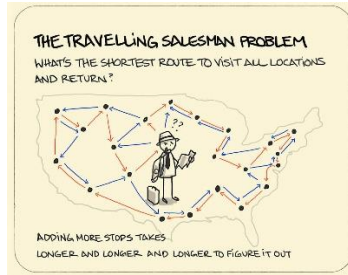 THE TRAVELLING SALESMAN PROBLEM
WHAT'S THE SHORTEST ROUTE TO VISIT ALL LOCATIONS
AND RETURN?
??
ADDING MORE STOPS TAKES
LONGER AND LONGER AND LONGER TO FIGURE IT OUT